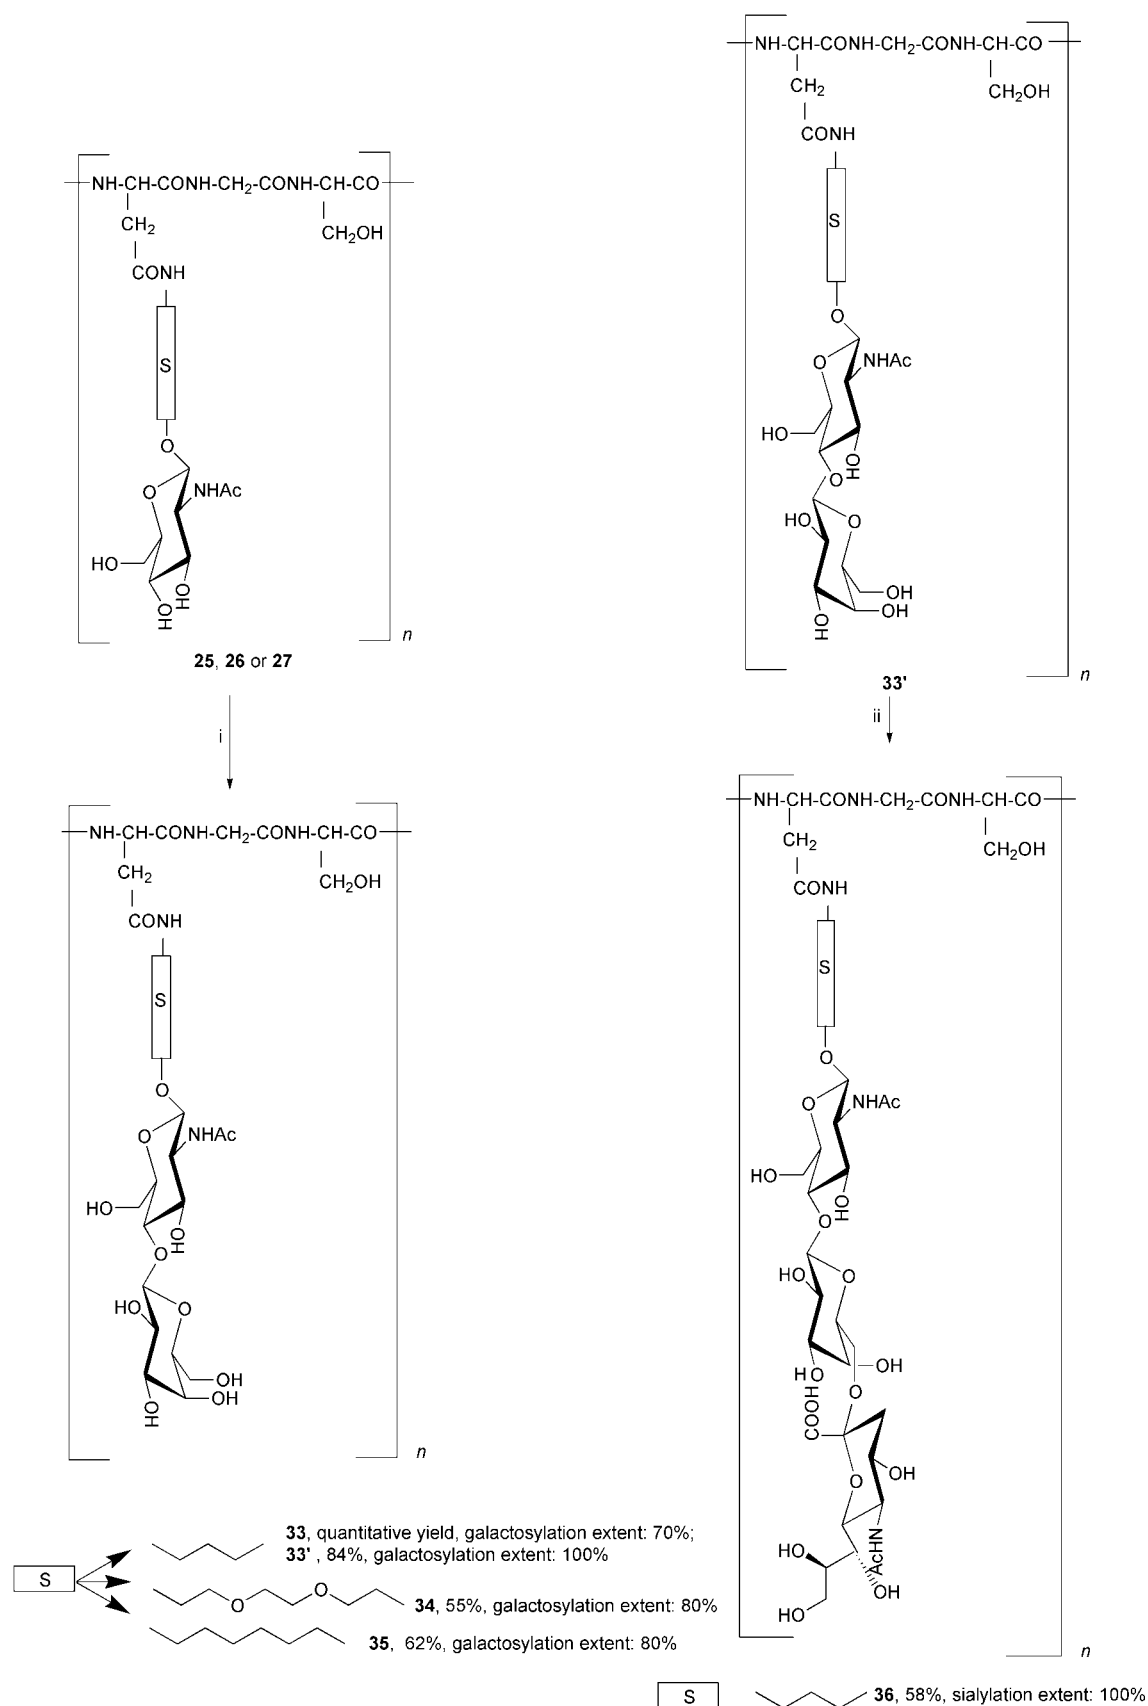 NH-CH-CONH-CH₂-CONH-CH-CO
CH₂
CH₂OH
CONH
S
O
O
NHAc
HO
HO
HO
n
25, 26 or 27
i
NH-CH-CONH-CH₂-CONH-CH-CO
CH₂
CH₂OH
CONH
S
O
O
NHAc
HO
HO
O
HO
O
OH
OH
HO
n
S
33, quantitative yield, galactosylation extent: 70%;
33' , 84%, galactosylation extent: 100%
O
O
34, 55%, galactosylation extent: 80%
35, 62%, galactosylation extent: 80%
NH-CH-CONH-CH₂-CONH-CH-CO
CH₂
CH₂OH
CONH
S
O
O
NHAc
HO
HO
O
HO
O
OH
OH
HO
n
33'
ii
NH-CH-CONH-CH₂-CONH-CH-CO
CH₂
CH₂OH
CONH
S
O
O
NHAc
HO
HO
O
HO
O
HO
OH
O
COOH
O
OH
AcHN
HO
OH
HO
n
S
36, 58%, sialylation extent: 100%